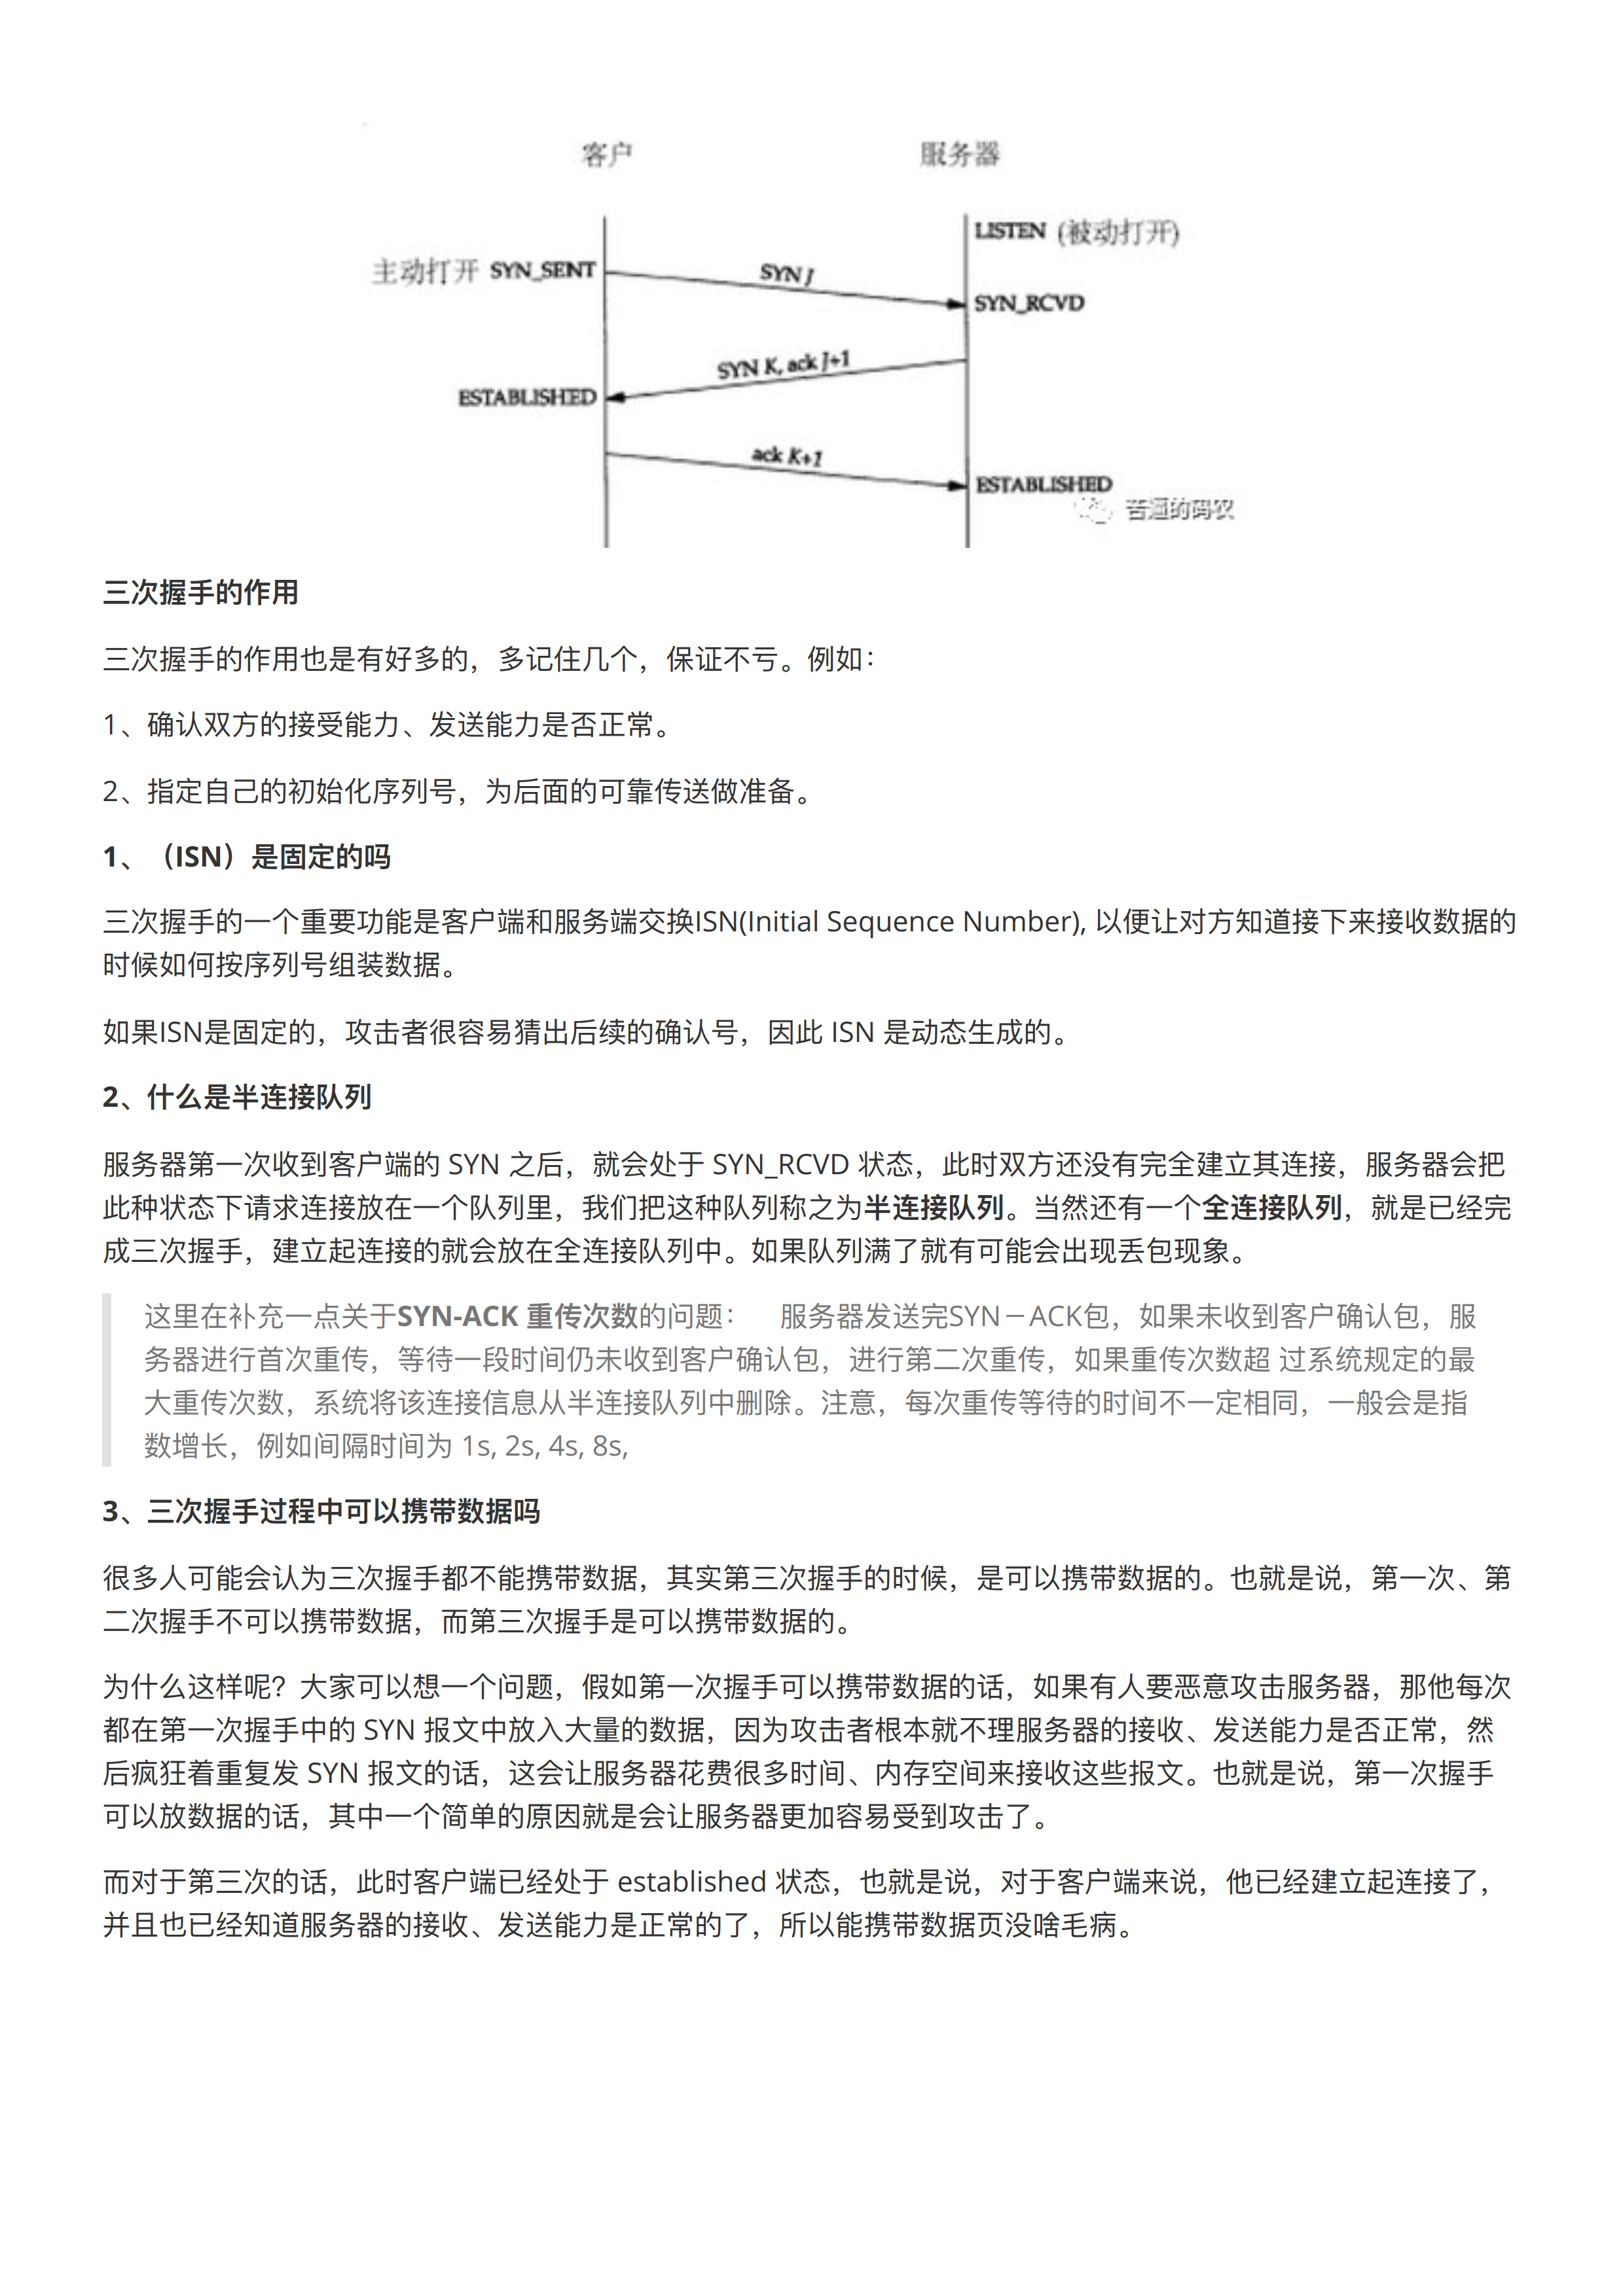 客户 服务器
LISTEN (被动打开)
主动打开 SYN_SENT SYN J
SYN_RCVD
SYN K, ack J+1
ESTABLISHED
ack K+1
ESTABLISHED
苦逼的码农
三次握手的作用
三次握手的作用也是有好多的，多记住几个，保证不亏。例如：
1、确认双方的接受能力、发送能力是否正常。
2、指定自己的初始化序列号，为后面的可靠传送做准备。
1、（ISN）是固定的吗
三次握手的一个重要功能是客户端和服务端交换ISN(Initial Sequence Number), 以便让对方知道接下来接收数据的
时候如何按序列号组装数据。
如果ISN是固定的，攻击者很容易猜出后续的确认号，因此 ISN 是动态生成的。
2、什么是半连接队列
服务器第一次收到客户端的 SYN 之后，就会处于 SYN_RCVD 状态，此时双方还没有完全建立其连接，服务器会把
此种状态下请求连接放在一个队列里，我们把这种队列称之为半连接队列。当然还有一个全连接队列，就是已经完
成三次握手，建立起连接的就会放在全连接队列中。如果队列满了就有可能会出现丢包现象。
这里在补充一点关于SYN-ACK 重传次数的问题： 服务器发送完SYN－ACK包，如果未收到客户确认包，服
务器进行首次重传，等待一段时间仍未收到客户确认包，进行第二次重传，如果重传次数超 过系统规定的最
大重传次数，系统将该连接信息从半连接队列中删除。注意，每次重传等待的时间不一定相同，一般会是指
数增长，例如间隔时间为 1s, 2s, 4s, 8s,
3、三次握手过程中可以携带数据吗
很多人可能会认为三次握手都不能携带数据，其实第三次握手的时候，是可以携带数据的。也就是说，第一次、第
二次握手不可以携带数据，而第三次握手是可以携带数据的。
为什么这样呢？大家可以想一个问题，假如第一次握手可以携带数据的话，如果有人要恶意攻击服务器，那他每次
都在第一次握手中的 SYN 报文中放入大量的数据，因为攻击者根本就不理服务器的接收、发送能力是否正常，然
后疯狂着重复发 SYN 报文的话，这会让服务器花费很多时间、内存空间来接收这些报文。也就是说，第一次握手
可以放数据的话，其中一个简单的原因就是会让服务器更加容易受到攻击了。
而对于第三次的话，此时客户端已经处于 established 状态，也就是说，对于客户端来说，他已经建立起连接了，
并且也已经知道服务器的接收、发送能力是正常的了，所以能携带数据页没啥毛病。